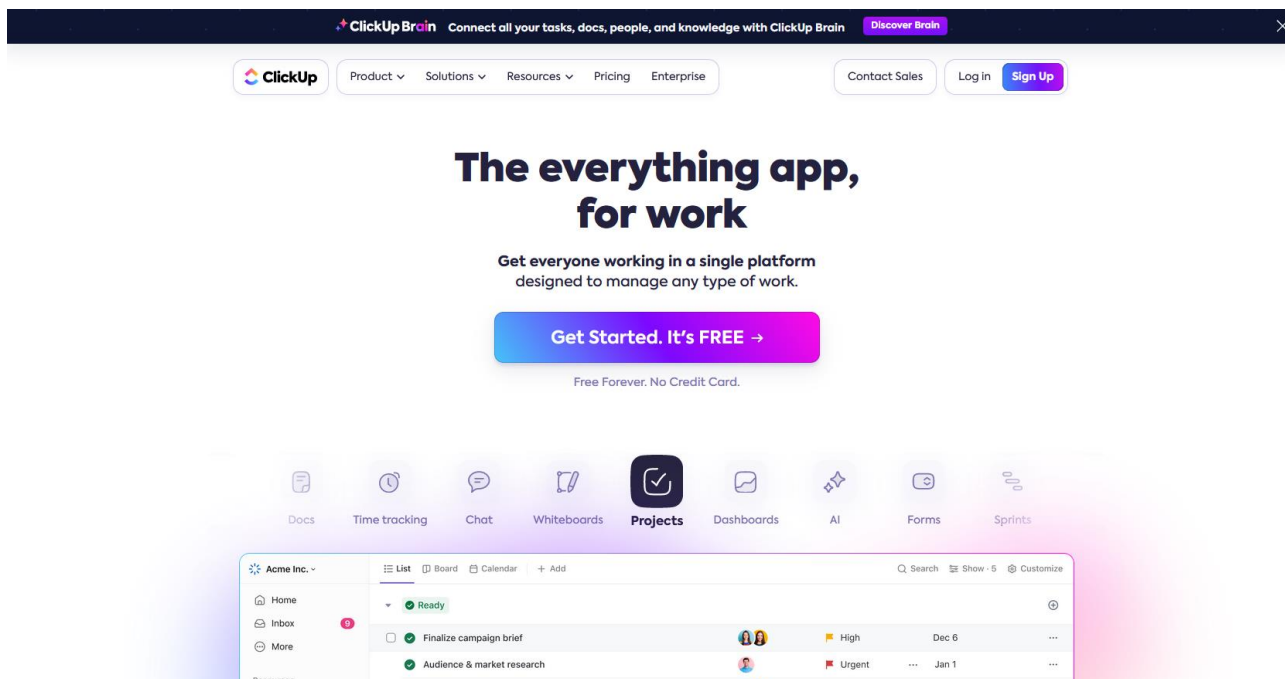 ClickUp Brain Connect all your tasks, docs, people, and knowledge with ClickUp Brain Discover Brain
ClickUp Product Solutions Resources Pricing Enterprise Contact Sales Log in Sign Up
The everything app,
for work
Get everyone working in a single platform
designed to manage any type of work.
Get Started. It's FREE →
Free Forever. No Credit Card.
Docs Time tracking Chat Whiteboards Projects Dashboards AI Forms Sprints
Acme Inc. List Board Calendar + Add Search Show · 5 Customize
Home
Ready
Inbox 9
More
Finalize campaign brief High Dec 6 ...
Audience & market research Urgent ... Jan 1 ...